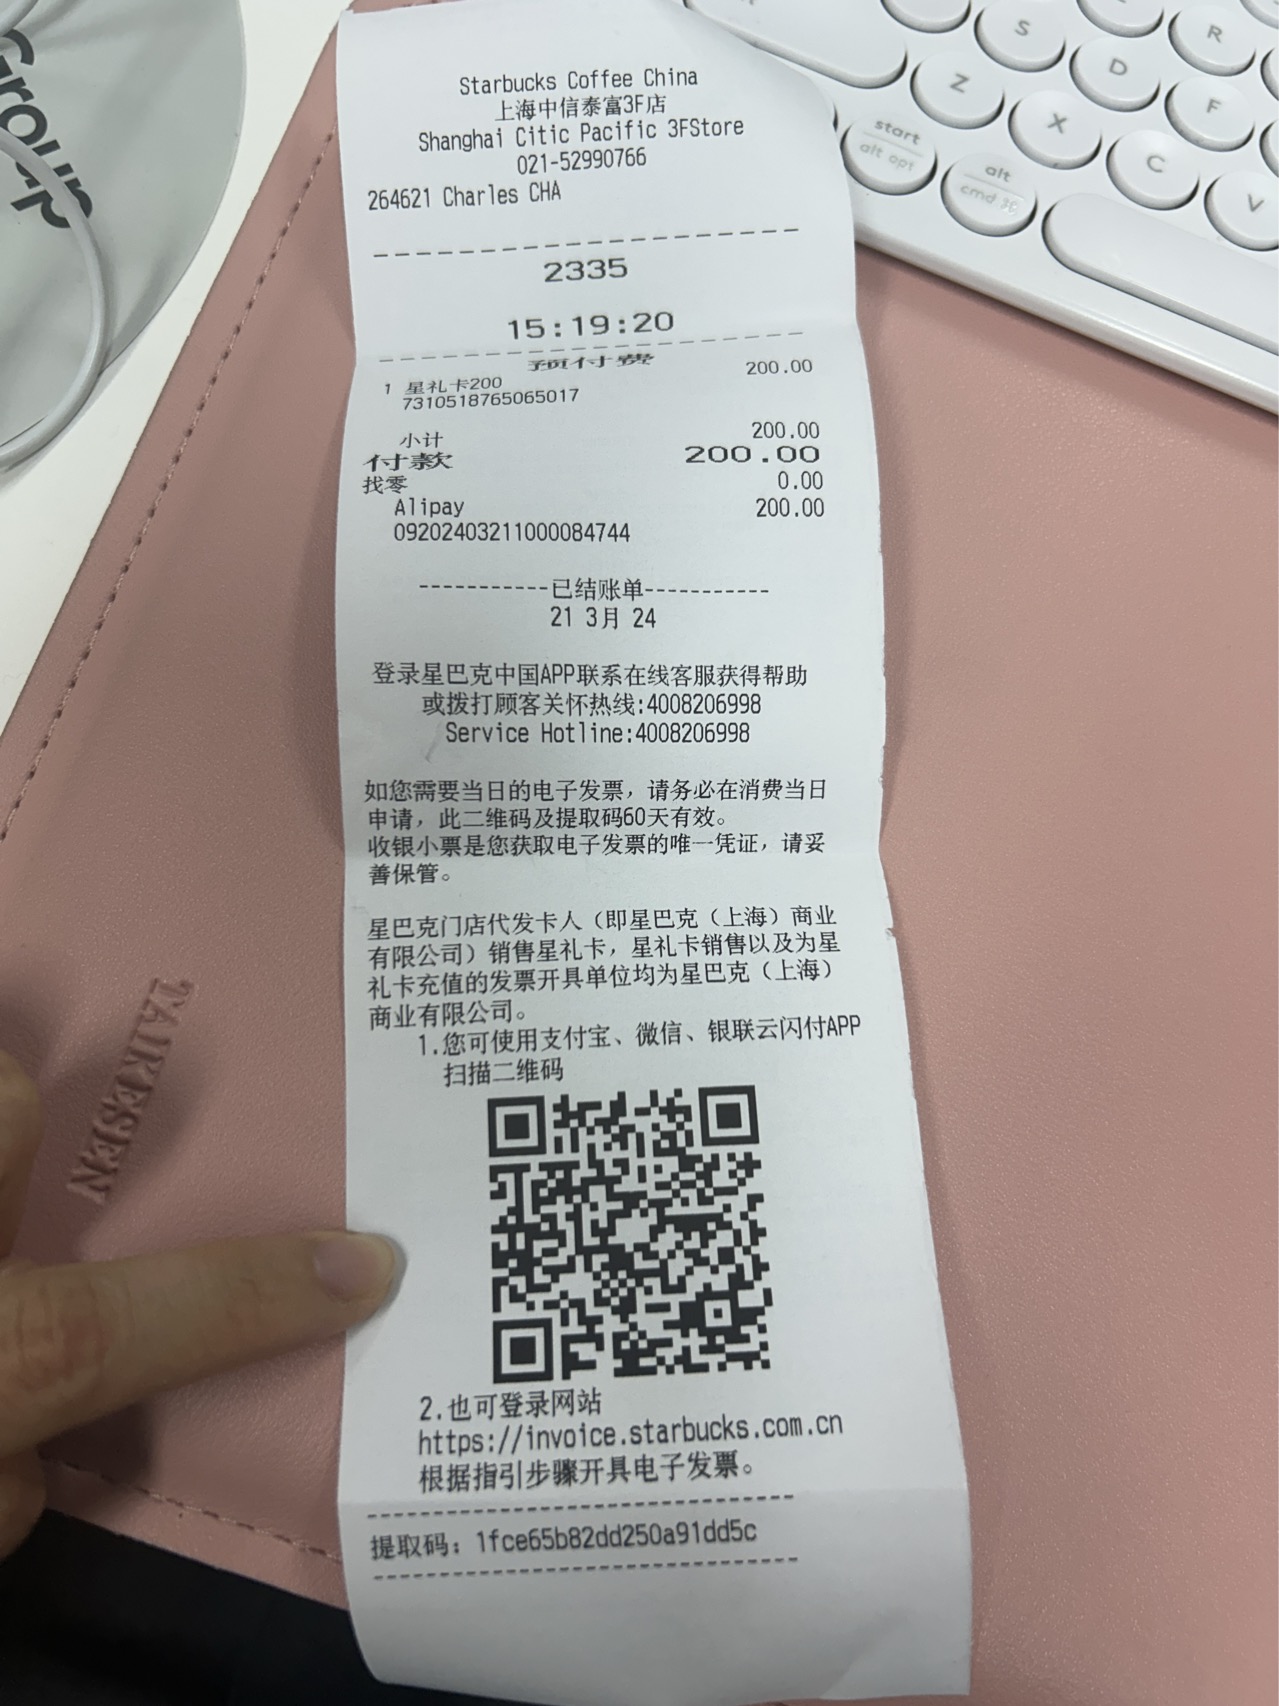 Group
S
R
D
Z
F
X
C
V
start
alt opt
alt
cmd ⌘
Starbucks Coffee China
上海中信泰富3F店
Shanghai Citic Pacific 3FStore
021-52990766
264621 Charles CHA
2335
15:19:20
预付费
1 星礼卡200 200.00
7310518765065017
小计 200.00
付款 200.00
找零 0.00
Alipay 200.00
09202403211000084744
-----------已结账单-----------
21 3月 24
登录星巴克中国APP联系在线客服获得帮助
或拨打顾客关怀热线:4008206998
Service Hotline:4008206998
如您需要当日的电子发票，请务必在消费当日
申请，此二维码及提取码60天有效。
收银小票是您获取电子发票的唯一凭证，请妥
善保管。
星巴克门店代发卡人（即星巴克（上海）商业
有限公司）销售星礼卡，星礼卡销售以及为星
礼卡充值的发票开具单位均为星巴克（上海）
商业有限公司。
1.您可使用支付宝、微信、银联云闪付APP
扫描二维码
2.也可登录网站
https://invoice.starbucks.com.cn
根据指引步骤开具电子发票。
提取码：1fce65b82dd250a91dd5c
TAIKESEN